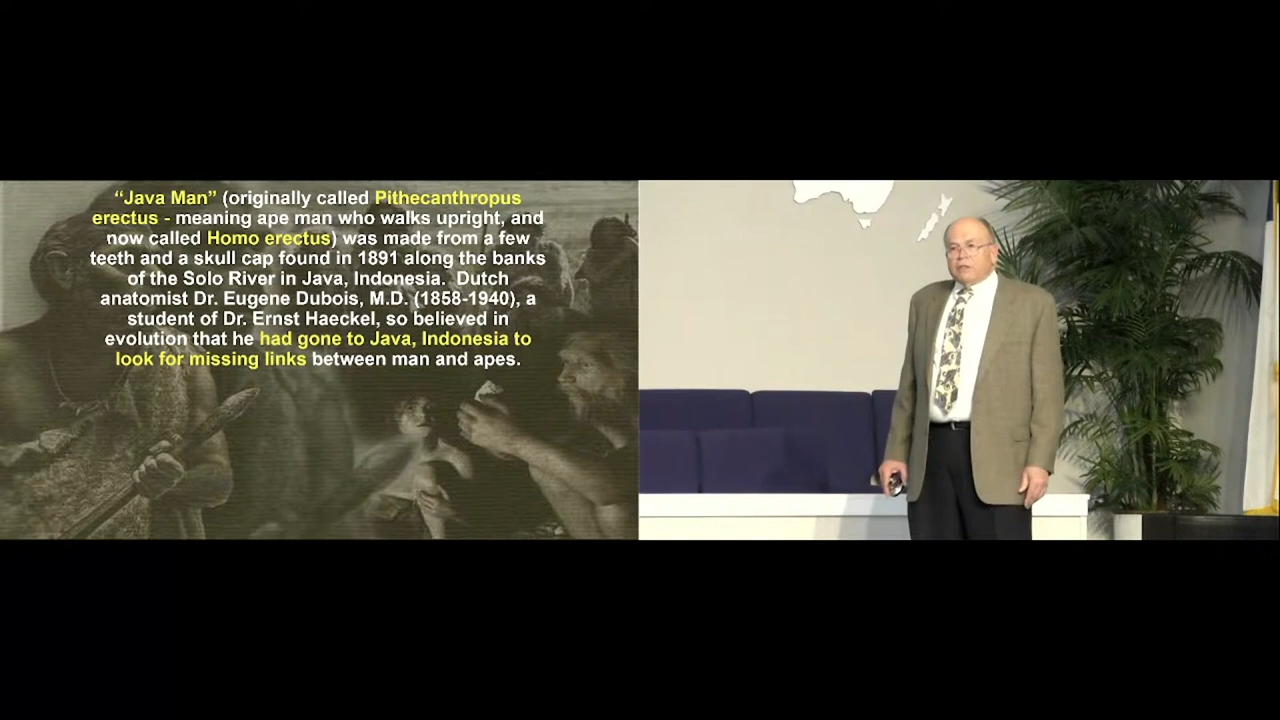 “Java Man” (originally called Pithecanthropus
erectus - meaning ape man who walks upright, and
now called Homo erectus) was made from a few
teeth and a skull cap found in 1891 along the banks
of the Solo River in Java, Indonesia. Dutch
anatomist Dr. Eugene Dubois, M.D. (1858-1940), a
student of Dr. Ernst Haeckel, so believed in
evolution that he had gone to Java, Indonesia to
look for missing links between man and apes.